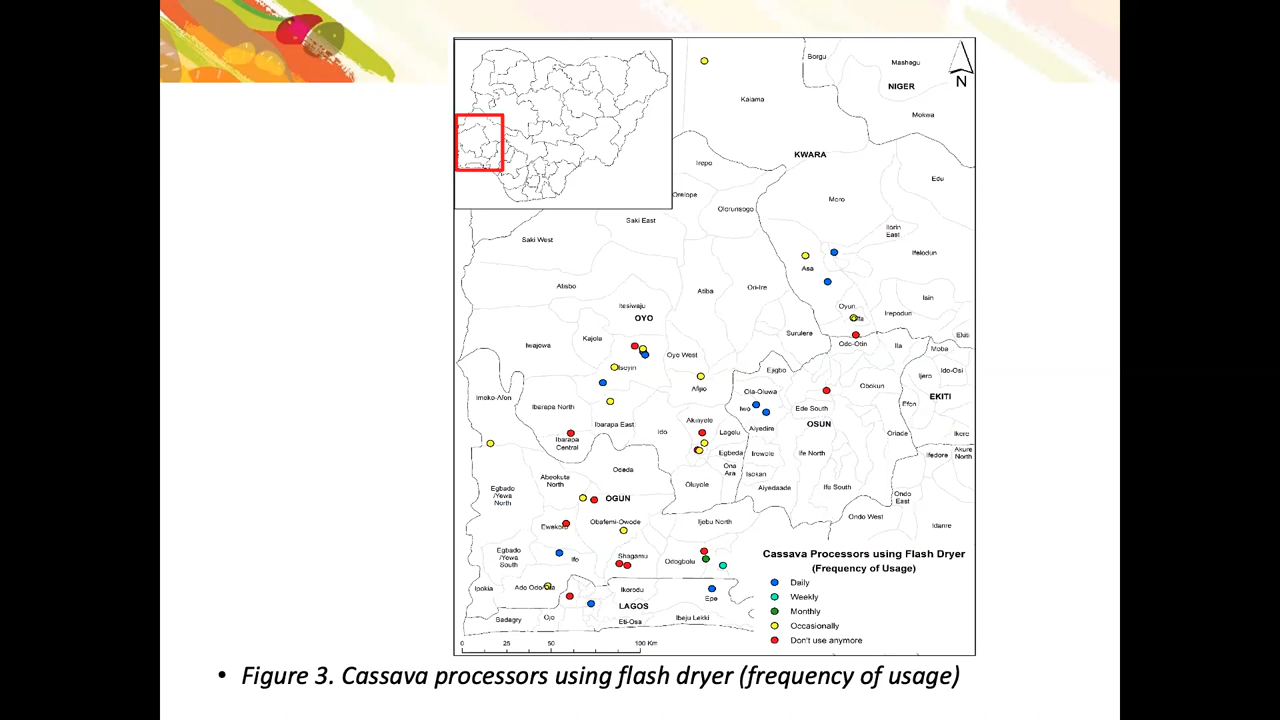 Borgu
Mashegu
NIGER
Kaiama
Mokwa
N
KWARA
Irepo
Edu
Orelope
Olorunsogo
Moro
Saki East
Ilorin
East
Saki West
Ifelodun
Asa
Atisbo
Atiba
Ori-Ire
Isin
Itesiwaju
Oyun
OYO
Irepodun
Surulere
Ekiti
Kajola
Iwajowa
Odo-Otin
Ila
Moba
Oyo West
Iseyin
Ejigbo
Ido-Osi
Ijero
Afijio
Ola-Oluwa
Obokun
Imeko-Afon
EKITI
Ibarapa North
Iwo
Ede South
Efon
Akinyele
Ibarapa East
OSUN
Ido
Lagelu
Aiyedire
Oriade
Ikere
Ibarapa
Central
Egbeda
Irewole
Ife North
Ifedore
Akure
North
Odeda
Ona
Ara
Isokan
Abeokuta
North
Oluyole
Aiyedaade
Ife South
Egbado
/Yewa
North
OGUN
Ondo
East
Ewekoro
Obafemi-Owode
Ijebu North
Ondo West
Idanre
Egbado
/Yewa
South
Ifo
Shagamu
Odogbolu
Ipokia
Ado Odo-Ota
Ikorodu
Epe
LAGOS
Badagry
Ojo
Eti-Osa
Ibeju Lekki
Cassava Processors using Flash Dryer
(Frequency of Usage)
Daily
Weekly
Monthly
Occasionally
Don't use anymore
0 25 50 100 Km
• Figure 3. Cassava processors using flash dryer (frequency of usage)